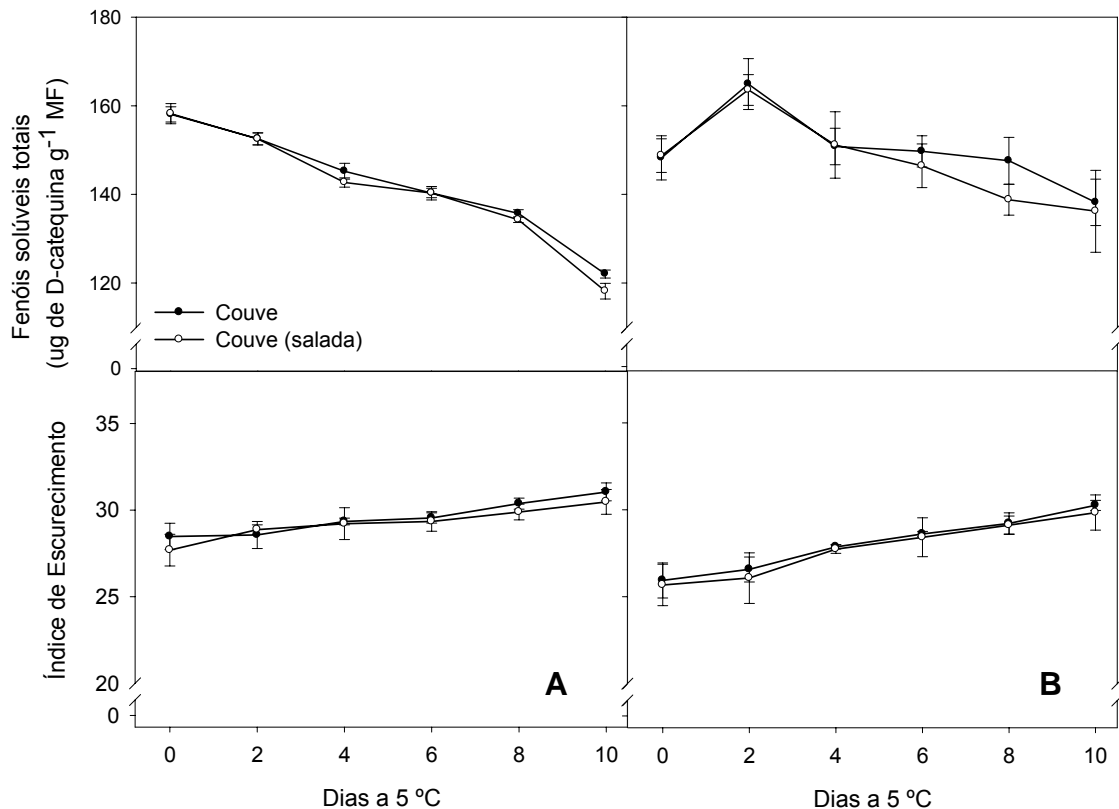 Fenóis solúveis totais
(ug de D-catequina g⁻¹ MF)
180
160
140
120
0
Couve
Couve (salada)
Índice de Escurecimento
35
30
25
20
0
A
B
0 2 4 6 8 10
0 2 4 6 8 10
Dias a 5 ºC
Dias a 5 ºC